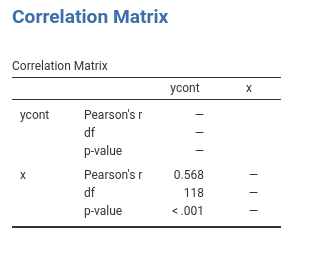 Correlation Matrix
Correlation Matrix
ycont x
ycont Pearson's r —
df —
p-value —
x Pearson's r 0.568 —
df 118 —
p-value < .001 —